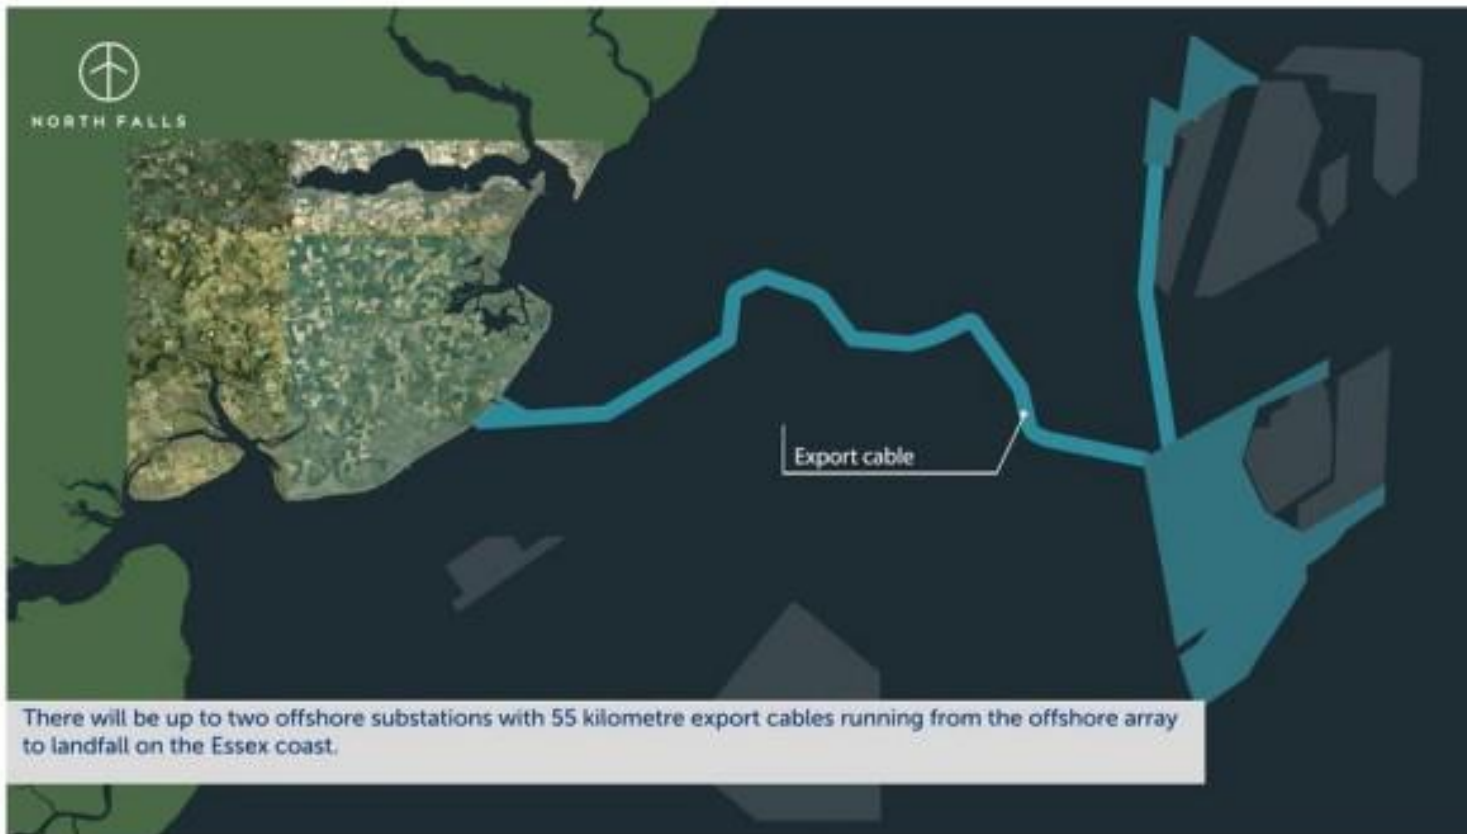 NORTH FALLS
Export cable
There will be up to two offshore substations with 55 kilometre export cables running from the offshore array
to landfall on the Essex coast.